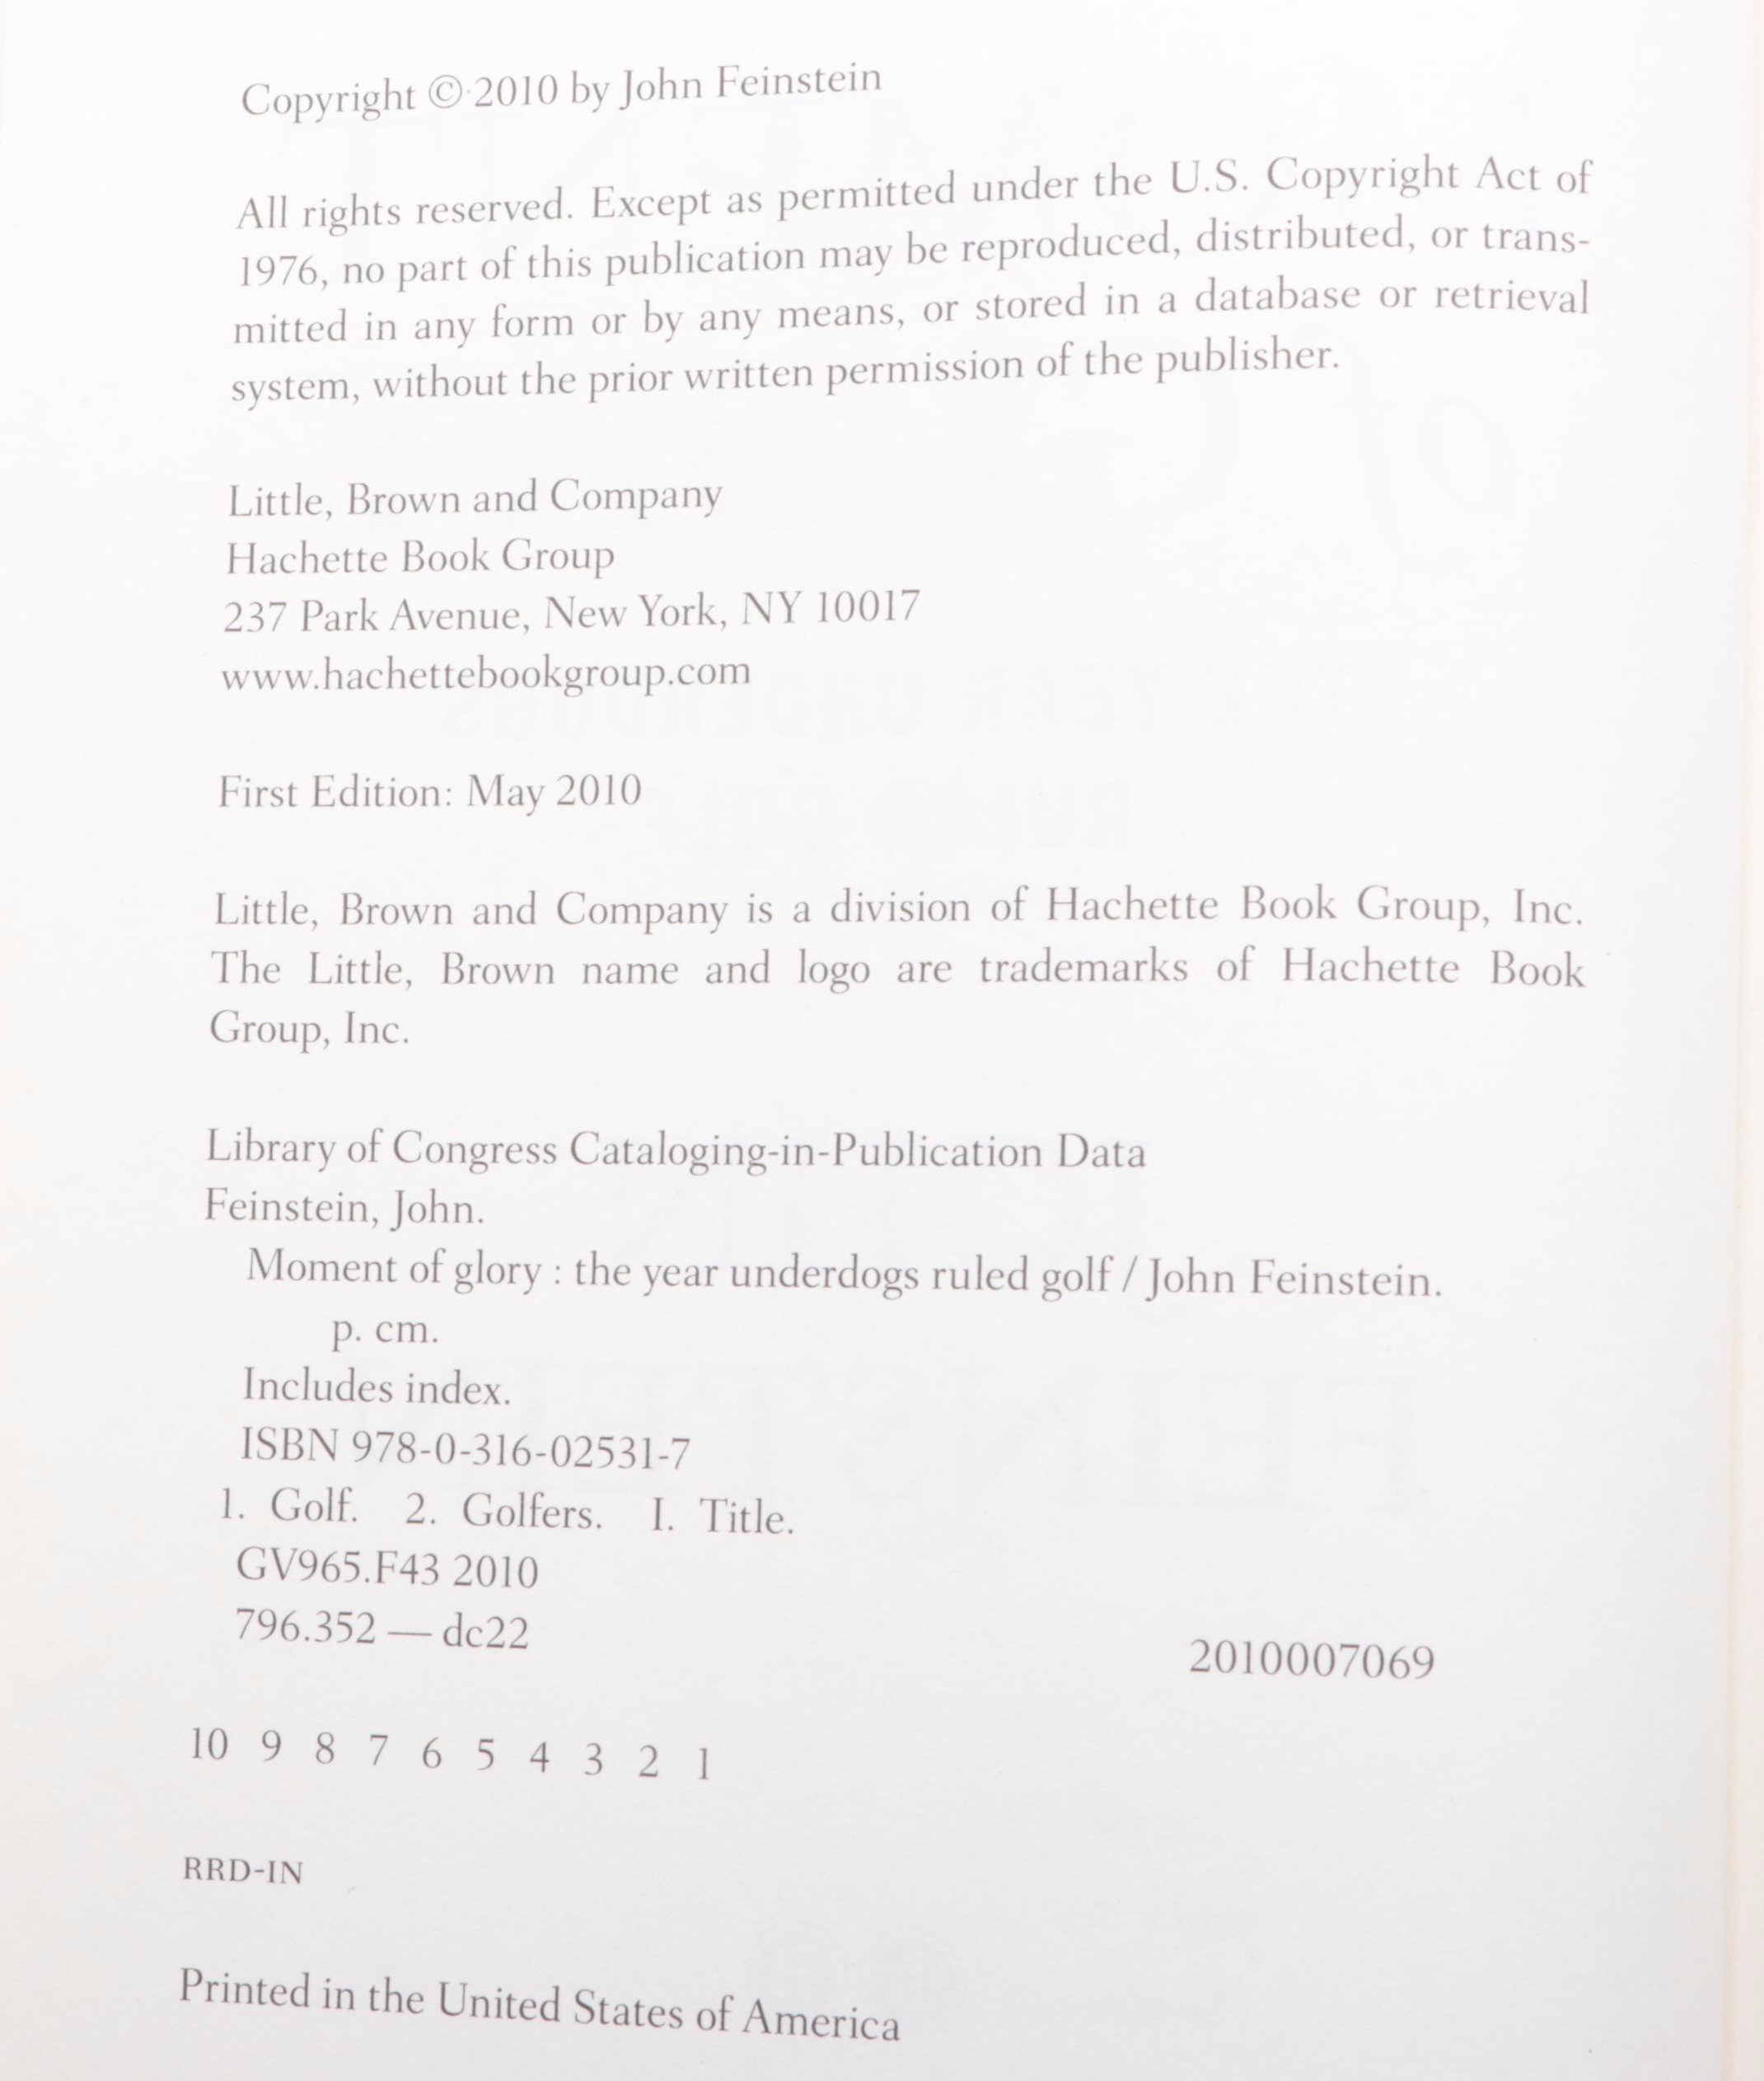 Copyright © 2010 by John Feinstein
All rights reserved. Except as permitted under the U.S. Copyright Act of
1976, no part of this publication may be reproduced, distributed, or trans-
mitted in any form or by any means, or stored in a database or retrieval
system, without the prior written permission of the publisher.
Little, Brown and Company
Hachette Book Group
237 Park Avenue, New York, NY 10017
www.hachettebookgroup.com
First Edition: May 2010
Little, Brown and Company is a division of Hachette Book Group, Inc.
The Little, Brown name and logo are trademarks of Hachette Book
Group, Inc.
Library of Congress Cataloging-in-Publication Data
Feinstein, John.
Moment of glory : the year underdogs ruled golf / John Feinstein.
p. cm.
Includes index.
ISBN 978-0-316-02531-7
1. Golf. 2. Golfers. I. Title.
GV965.F43 2010
796.352 — dc22
2010007069
10 9 8 7 6 5 4 3 2 1
RRD-IN
Printed in the United States of America